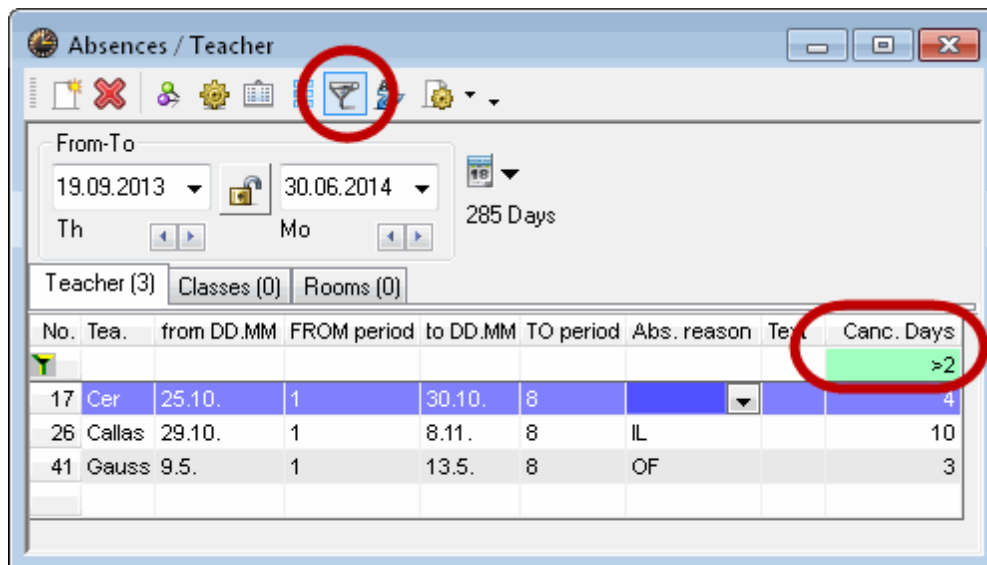 Absences / Teacher
From-To
19.09.2013 30.06.2014
18
285 Days
Th Mo
Teacher (3) Classes (0) Rooms (0)
No. Tea. from DD.MM FROM period to DD.MM TO period Abs. reason Text Canc. Days
>2
17 Cer 25.10. 1 30.10. 8 4
26 Callas 29.10. 1 8.11. 8 IL 10
41 Gauss 9.5. 1 13.5. 8 OF 3